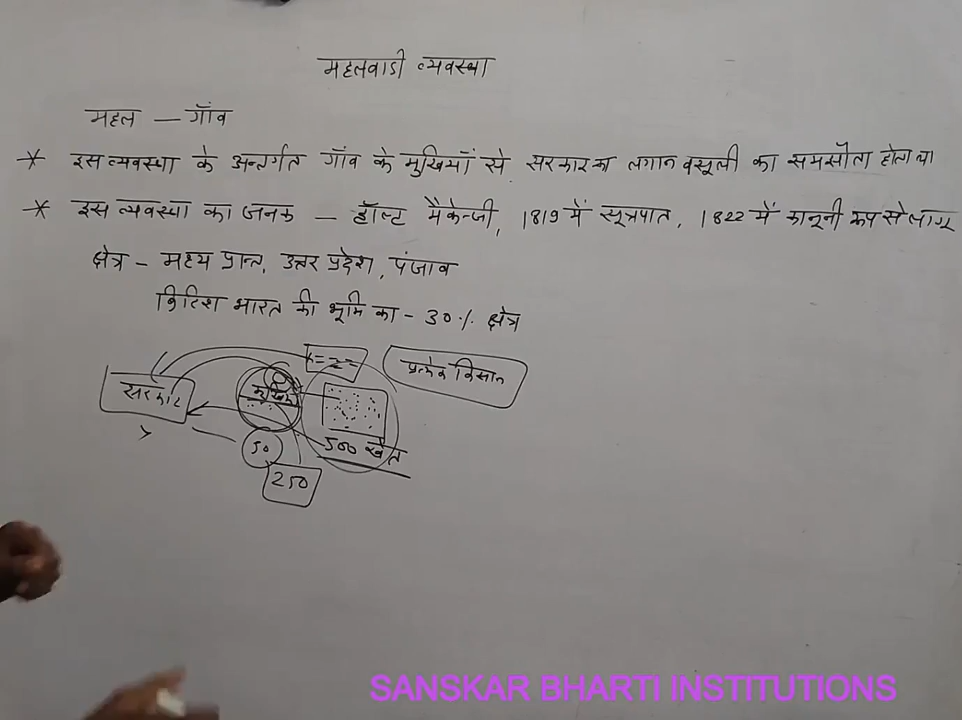 महलवाडी व्यवस्था
महल — गाँव
* इस व्यवस्था के अन्तर्गत गाँव के मुखियाँ से सरकार का लगान वसूली का समझौता होता था
* इस व्यवस्था का जनक – हॉल्ट मैकेन्जी, 1819 में सूत्रपात, 1822 में कानूनी रूप से लागू
क्षेत्र – मध्य प्रान्त, उत्तर प्रदेश, पंजाब
ब्रिटिश भारत की भूमि का – 30% क्षेत्र
प्रत्येक किसान
सरकार मुखिया
50 500 खेत
250
SANSKAR BHARTI INSTITUTIONS